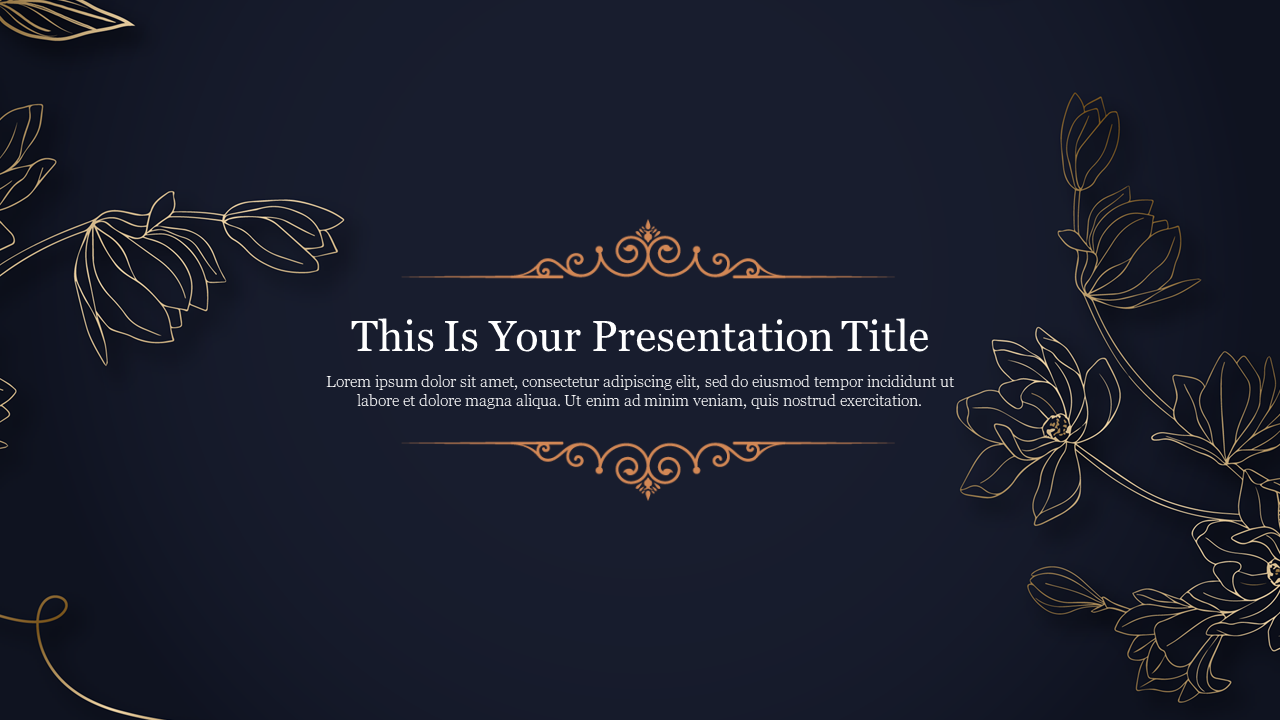 This Is Your Presentation Title
Lorem ipsum dolor sit amet, consectetur adipiscing elit, sed do eiusmod tempor incididunt ut
labore et dolore magna aliqua. Ut enim ad minim veniam, quis nostrud exercitation.